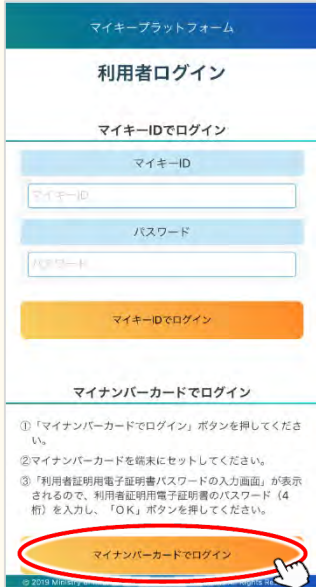 マイキープラットフォーム
利用者ログイン
マイキーIDでログイン
マイキーID
マイキーID
パスワード
パスワード
マイキーIDでログイン
マイナンバーカードでログイン
①「マイナンバーカードでログイン」ボタンを押してくださ
い。
②マイナンバーカードを端末にセットしてください。
③「利用者証明用電子証明書パスワードの入力画面」が表示
されるので、利用者証明用電子証明書のパスワード（4
桁）を入力し、「OK」ボタンを押してください。
マイナンバーカードでログイン
© 2019 Ministry